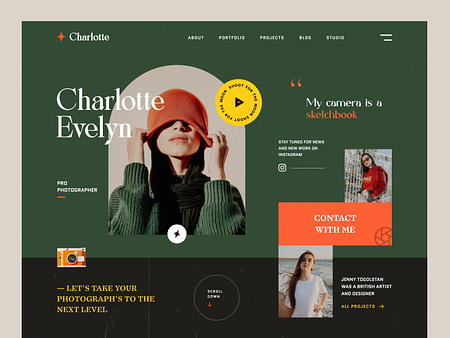 Charlotte
ABOUT PORTFOLIO PROJECTS BLOG STUDIO
Charlotte
Evelyn
SHOOT FOR THE MOON SHOOT FOR THE MOON
“
My camera is a
sketchbook
STAY TUNED FOR NEWS
AND NEW WORK ON
INSTAGRAM
PRO
PHOTOGRAPHER
CONTACT
WITH ME
— LET'S TAKE YOUR
PHOTOGRAPH'S TO THE
NEXT LEVEL
SCROLL
DOWN
JENNY TOGOLSTAN
WAS A BRITISH ARTIST
AND DESIGNER
ALL PROJECTS